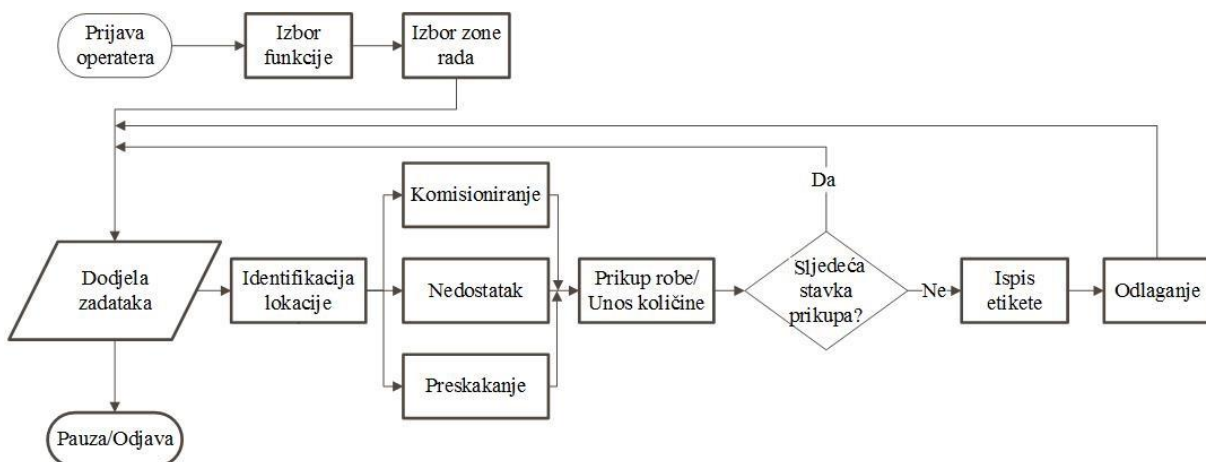 Prijava
operatera
Izbor
funkcije
Izbor zone
rada
Da
Komisioniranje
Dodjela
zadataka
Identifikacija
lokacije
Nedostatak
Prikup robe/
Unos količine
Sljedeća
stavka
prikupa?
Ne
Ispis
etikete
Odlaganje
Preskakanje
Pauza/Odjava